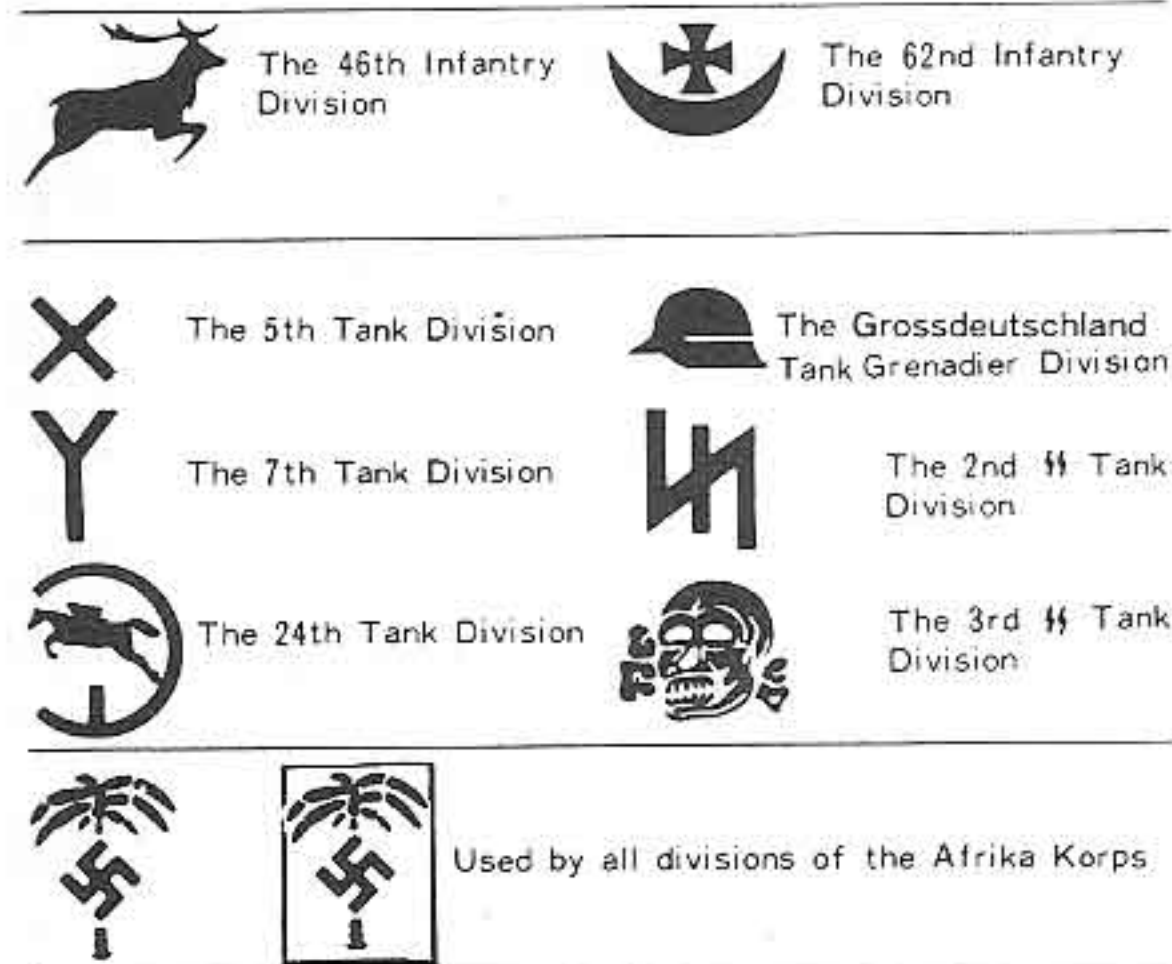 The 46th Infantry
Division
The 62nd Infantry
Division
The 5th Tank Division
The Grossdeutschland
Tank Grenadier Division
The 7th Tank Division
The 2nd ᛋᛋ Tank
Division
The 24th Tank Division
The 3rd ᛋᛋ Tank
Division
Used by all divisions of the Afrika Korps